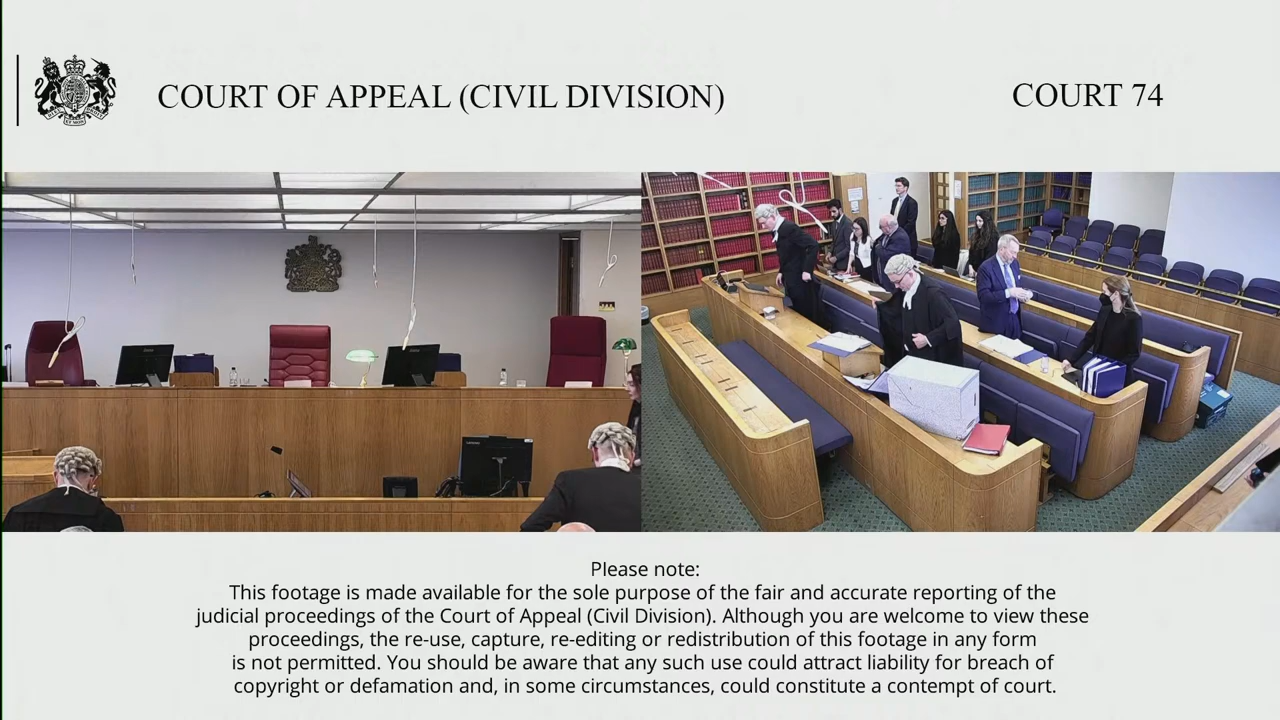 COURT OF APPEAL (CIVIL DIVISION)
COURT 74
Please note:
This footage is made available for the sole purpose of the fair and accurate reporting of the
judicial proceedings of the Court of Appeal (Civil Division). Although you are welcome to view these
proceedings, the re-use, capture, re-editing or redistribution of this footage in any form
is not permitted. You should be aware that any such use could attract liability for breach of
copyright or defamation and, in some circumstances, could constitute a contempt of court.